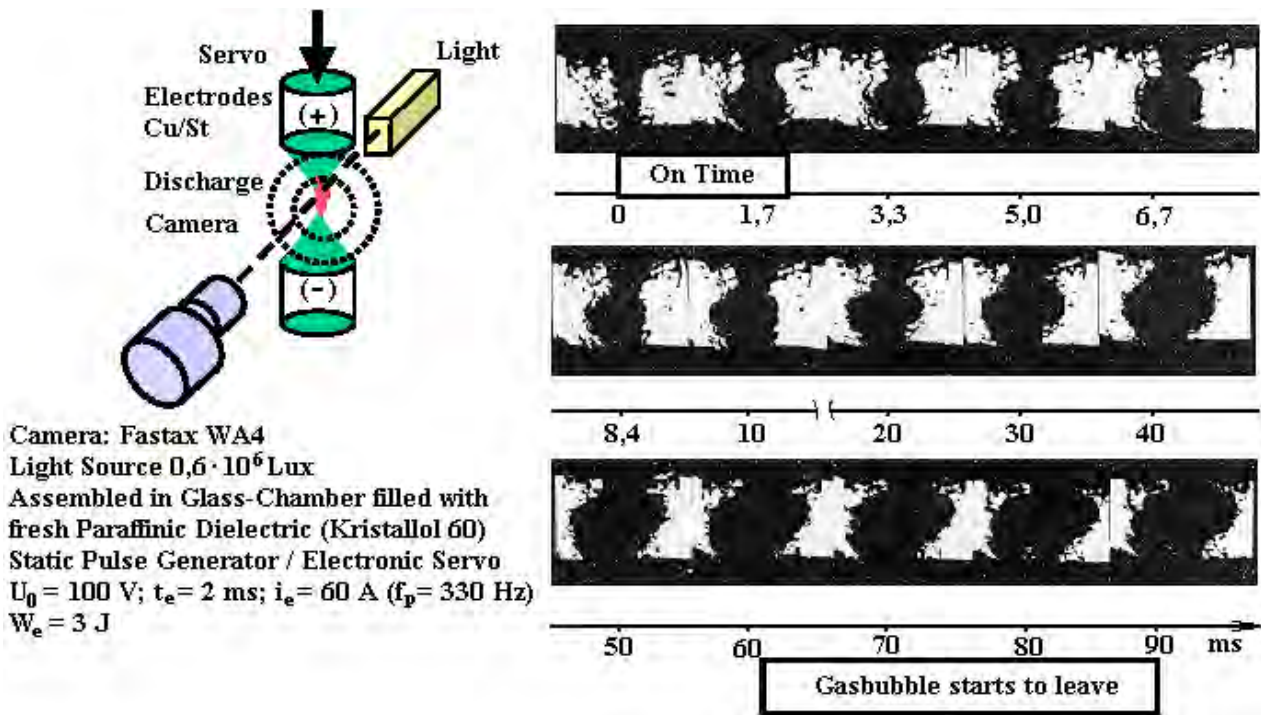 Servo
Light
Electrodes
Cu/St
(+)
Discharge
Camera
(-)
Camera: Fastax WA4
Light Source 0,6·10⁶ Lux
Assembled in Glass-Chamber filled with
fresh Paraffinic Dielectric (Kristallol 60)
Static Pulse Generator / Electronic Servo
U₀ = 100 V; tₑ= 2 ms; iₑ= 60 A (fₚ= 330 Hz)
Wₑ = 3 J
On Time
0 1,7 3,3 5,0 6,7
8,4 10 20 30 40
50 60 70 80 90 ms
Gasbubble starts to leave